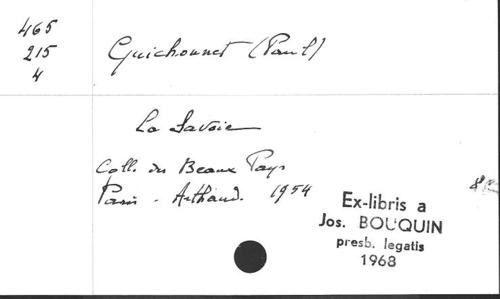 465
215
4
Guichonnet (Paul)
La Savoie
Coll. des Beaux Pays
Paris - Arthaud. 1954
8°
Ex-libris a
Jos. BOUQUIN
presb. legatis
1968